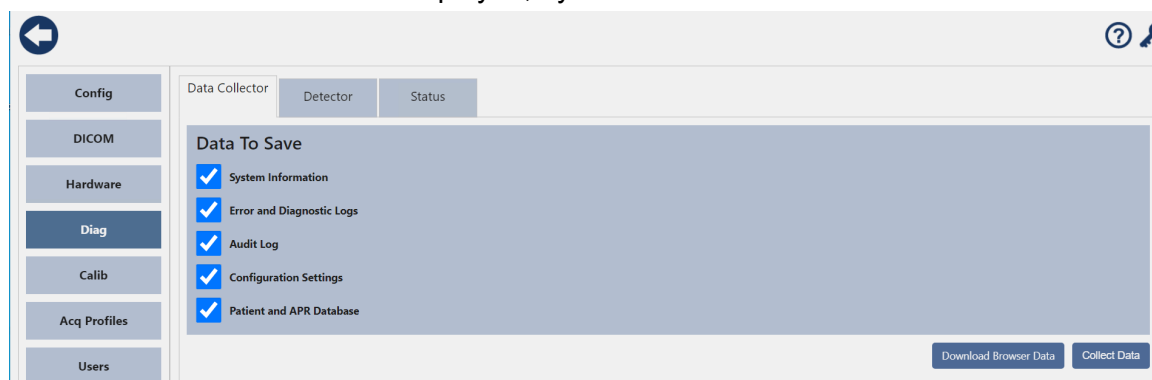 ?
Config
DICOM
Hardware
Diag
Calib
Acq Profiles
Users
Data Collector
Detector
Status
Data To Save
System Information
Error and Diagnostic Logs
Audit Log
Configuration Settings
Patient and APR Database
Download Browser Data
Collect Data